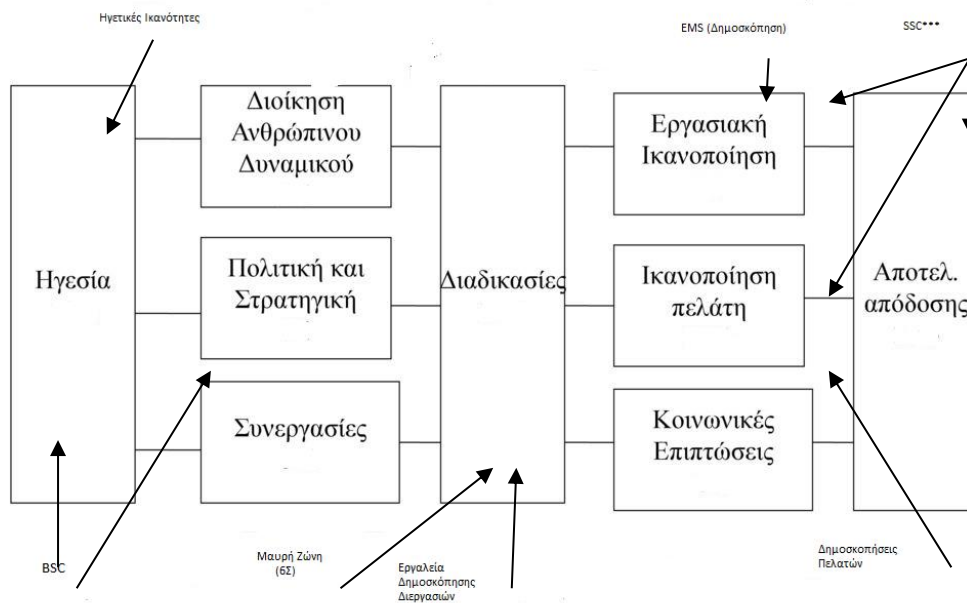 Ηγετικές Ικανότητες
EMS (Δημοσκόπηση)
SSC***
Διοίκηση
Ανθρώπινου
Δυναμικού
Εργασιακή
Ικανοποίηση
Ηγεσία
Πολιτική και
Στρατηγική
Διαδικασίες
Ικανοποίηση
πελάτη
Αποτελ.
απόδοσης
Συνεργασίες
Κοινωνικές
Επιπτώσεις
BSC
Μαυρή Ζώνη
(6Σ)
Εργαλεία
Δημοσκόπησης
Διεργασιών
Δημοσκοπήσεις
Πελατών